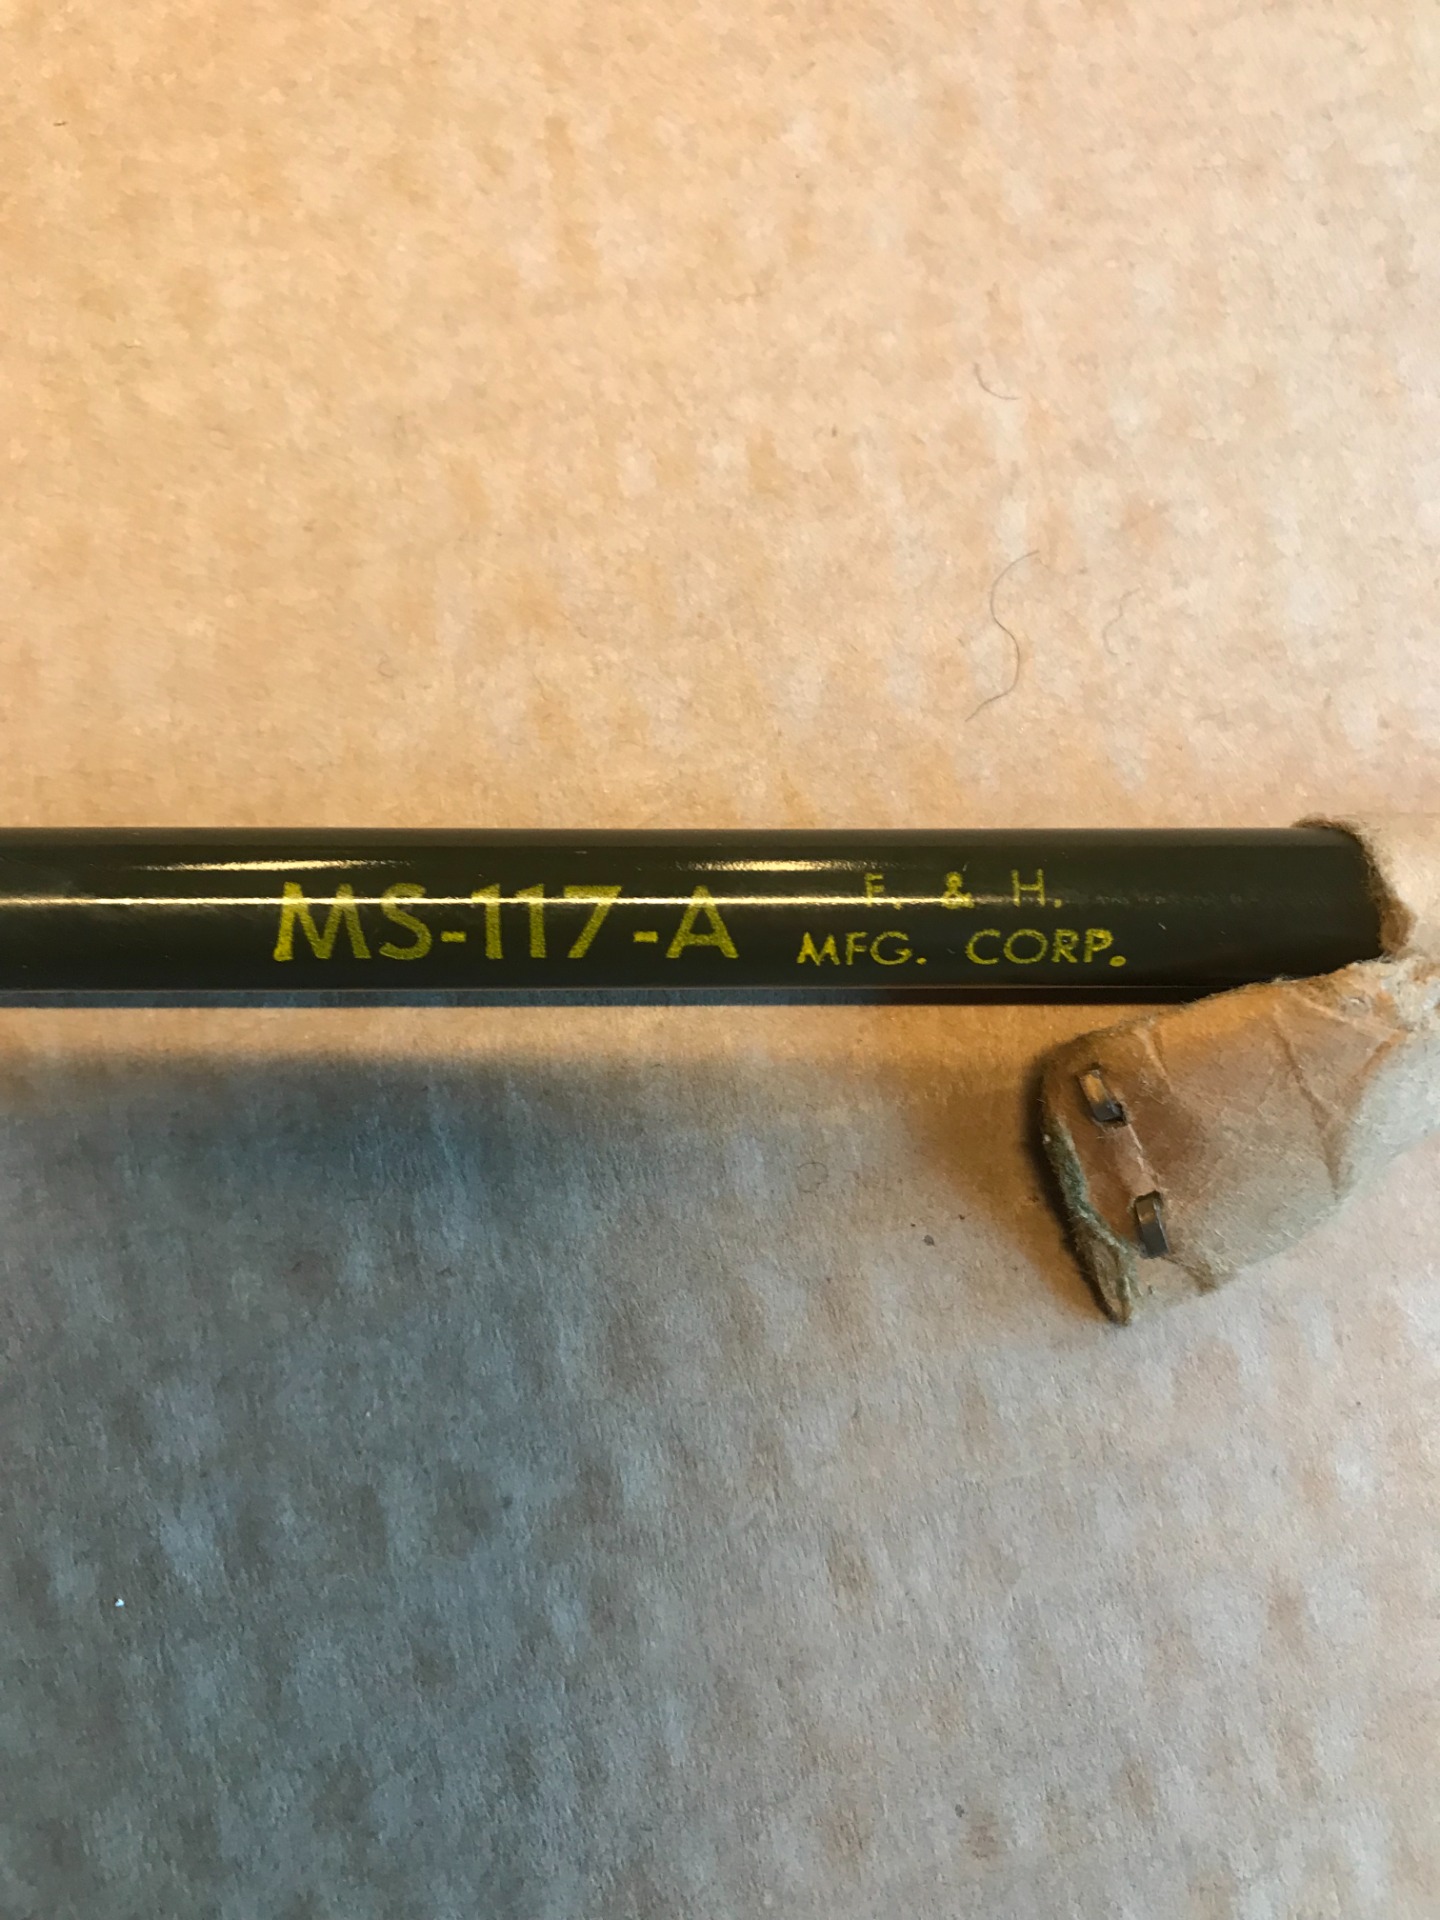 MS-117-A
F. & H.
MFG. CORP.